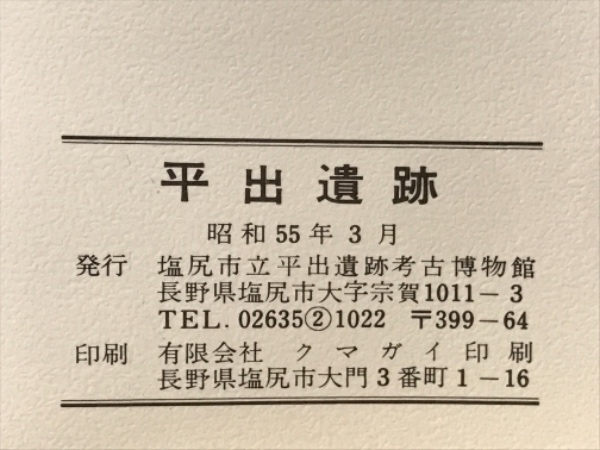 平出遺跡
昭和55年3月
発行 塩尻市立平出遺跡考古博物館
長野県塩尻市大字宗賀1011－3
TEL. 02635②1022 〒399－64
印刷 有限会社 クマガイ印刷
長野県塩尻市大門3番町1－16